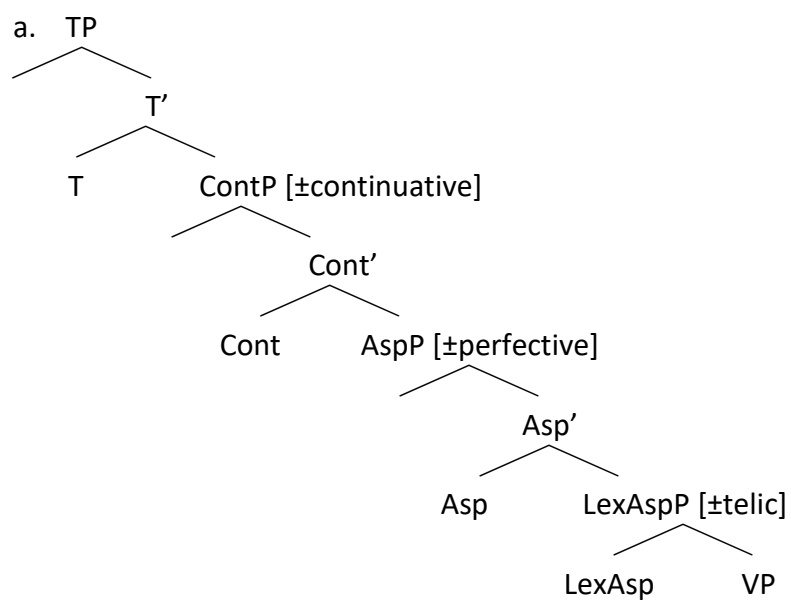 a. TP
T’
T ContP [±continuative]
Cont’
Cont AspP [±perfective]
Asp’
Asp LexAspP [±telic]
LexAsp VP